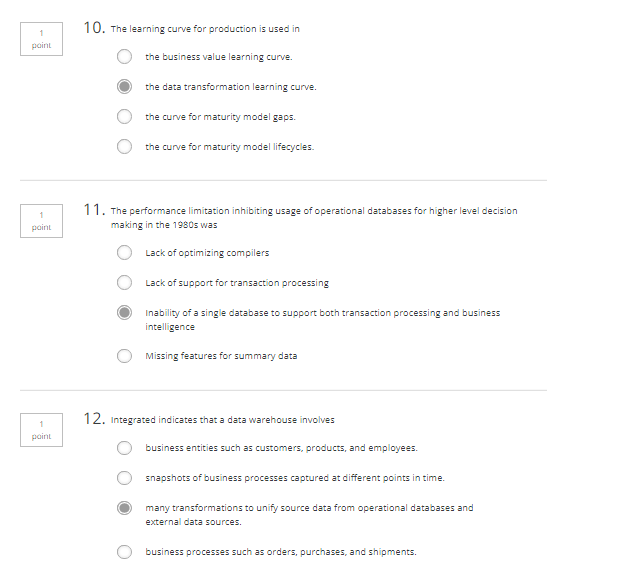 1
point
10. The learning curve for production is used in
the business value learning curve.
the data transformation learning curve.
the curve for maturity model gaps.
the curve for maturity model lifecycles.
1
point
11. The performance limitation inhibiting usage of operational databases for higher level decision
making in the 1980s was
Lack of optimizing compilers
Lack of support for transaction processing
Inability of a single database to support both transaction processing and business
intelligence
Missing features for summary data
1
point
12. Integrated indicates that a data warehouse involves
business entities such as customers, products, and employees.
snapshots of business processes captured at different points in time.
many transformations to unify source data from operational databases and
external data sources.
business processes such as orders, purchases, and shipments.